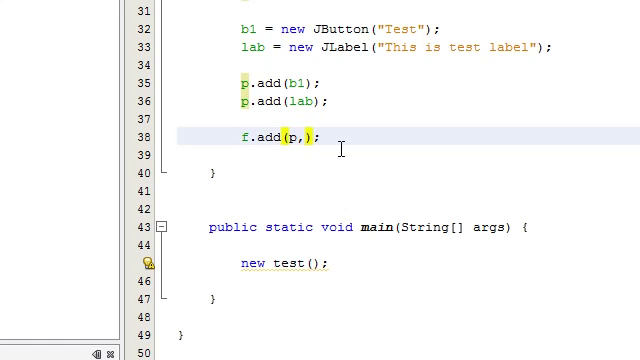 31
32 b1 = new JButton("Test");
33 lab = new JLabel("This is test label");
34
35 p.add(b1);
36 p.add(lab);
37
38 f.add(p,);
39
40 }
41
42
43 public static void main(String[] args) {
44
new test();
46
47 }
48
49 }
50